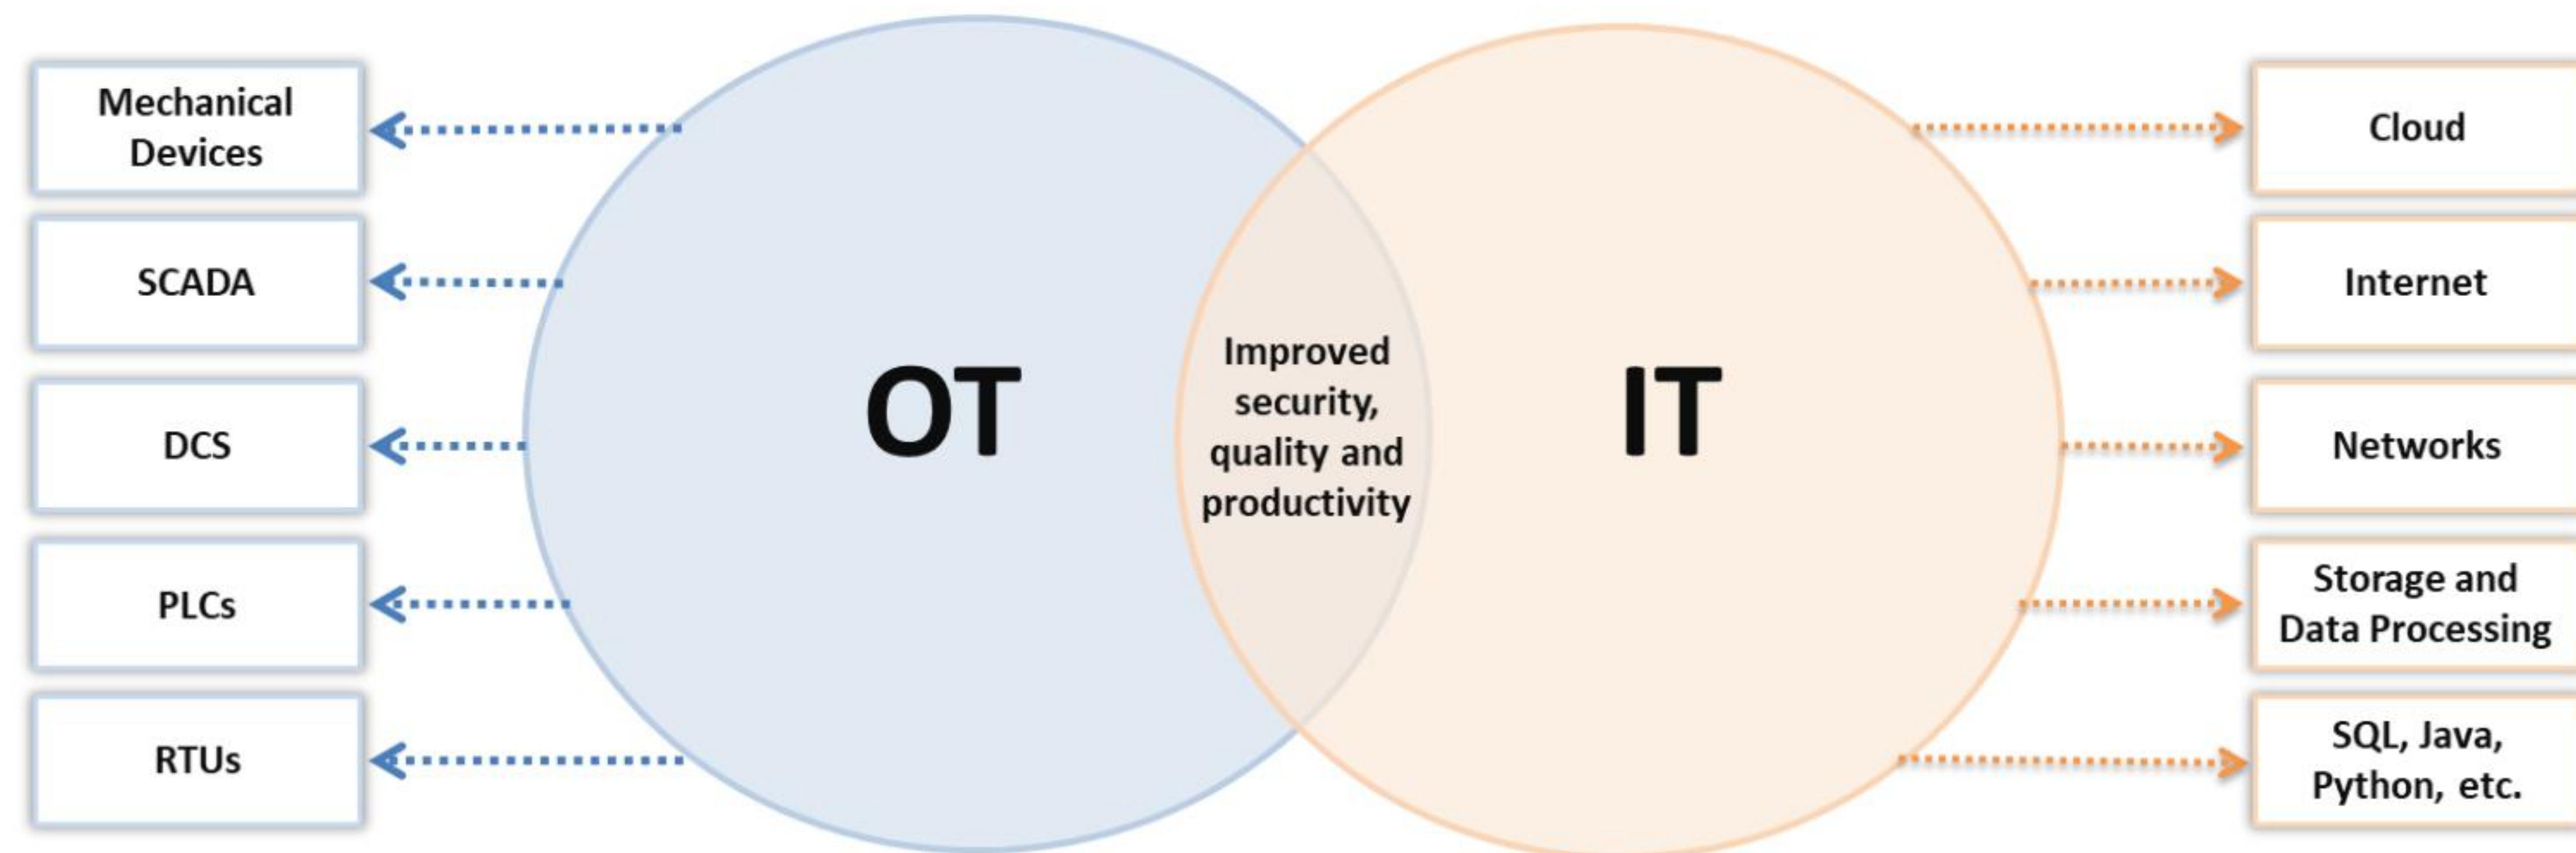 Mechanical
Devices
SCADA
DCS
PLCs
RTUs
OT
Improved
security,
quality and
productivity
IT
Cloud
Internet
Networks
Storage and
Data Processing
SQL, Java,
Python, etc.